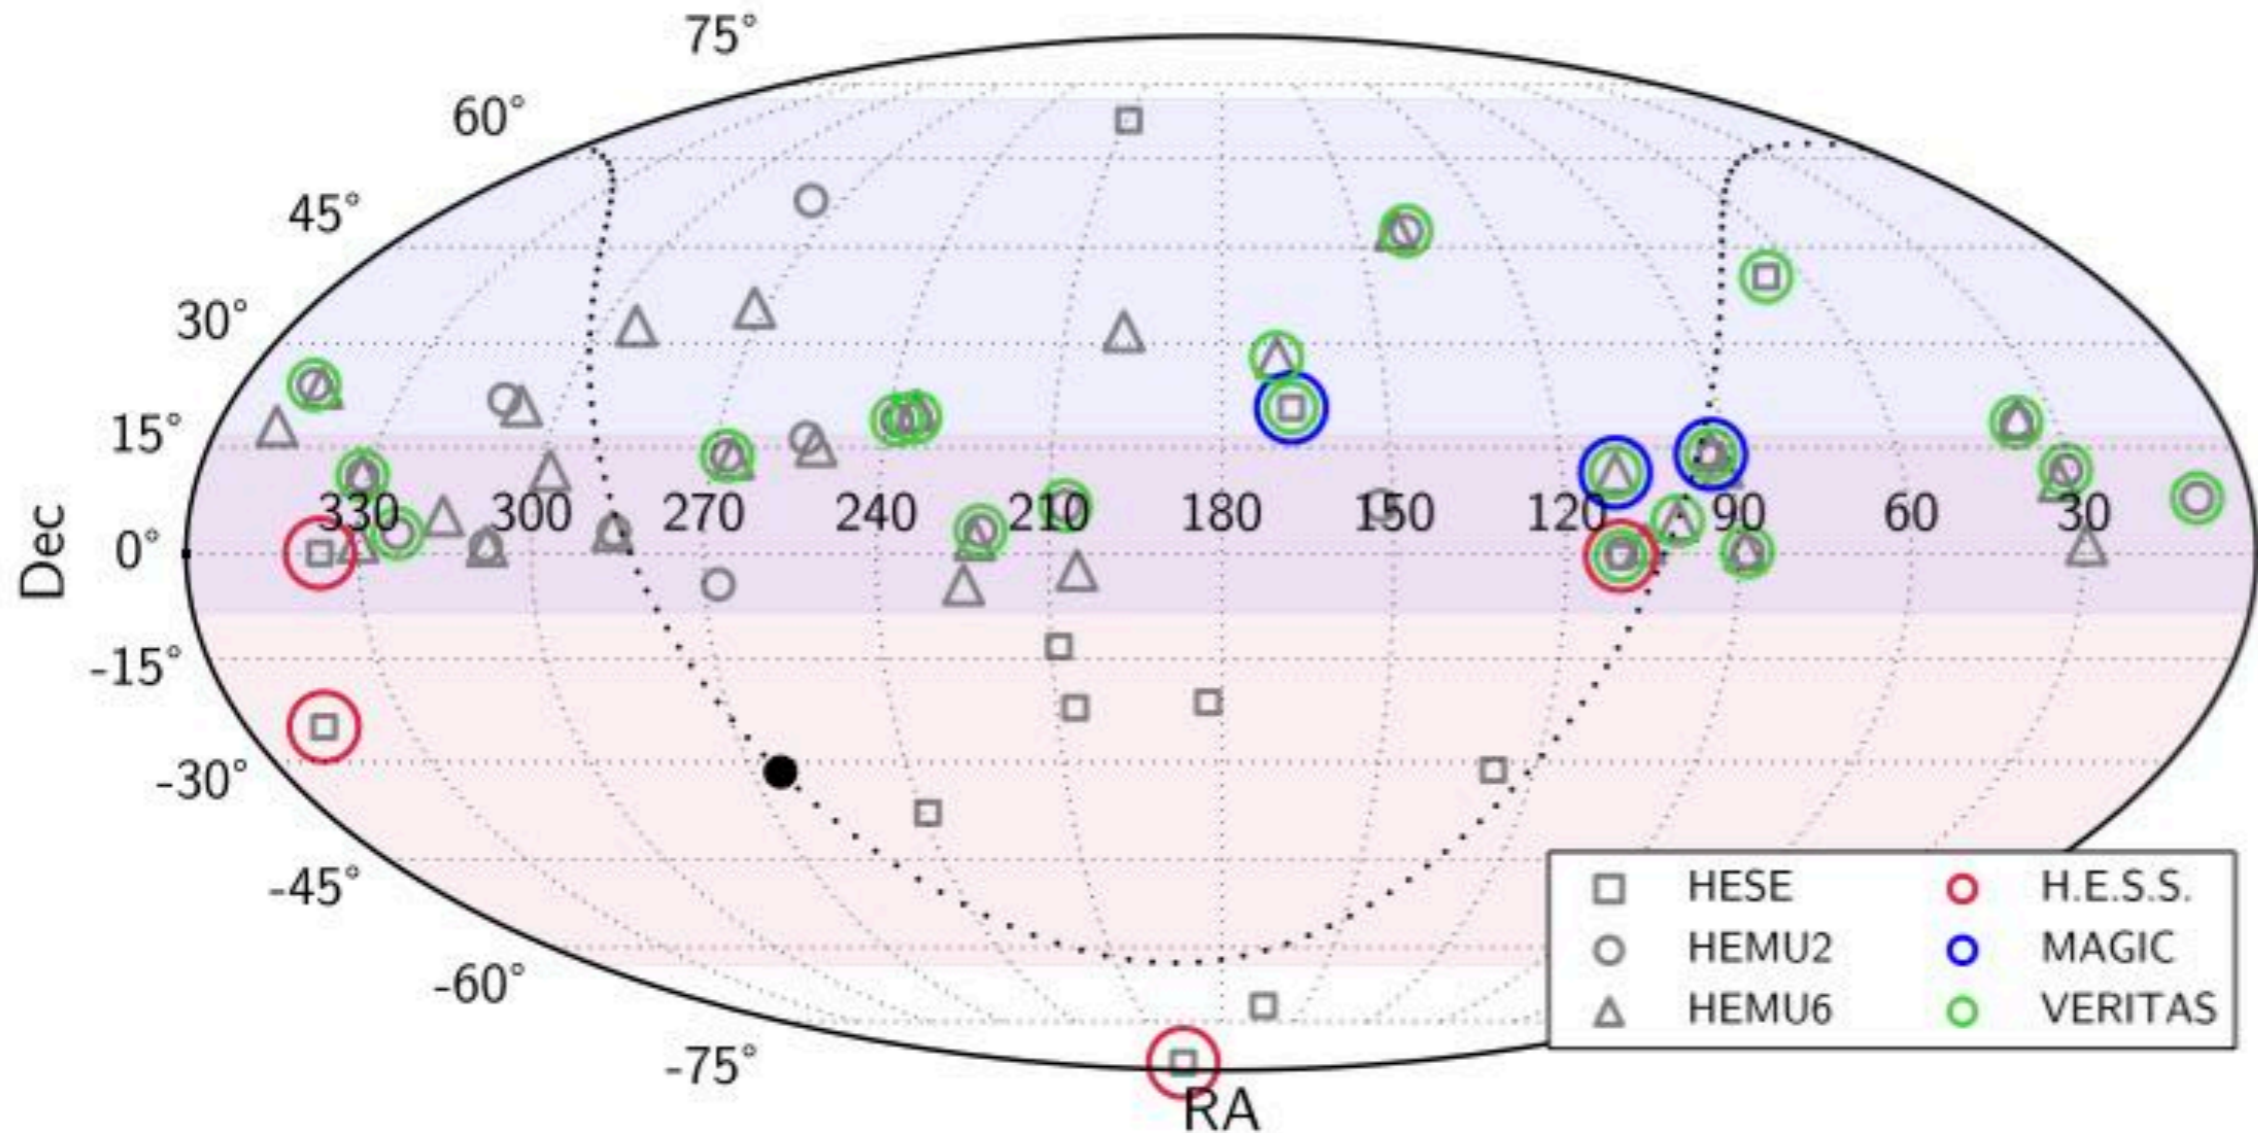 75°
60°
45°
30°
15°
330 300 270 240 210 180 150 120 90 60 30
0°
Dec
-15°
-30°
-45°
-60°
-75°
RA
HESE H.E.S.S.
HEMU2 MAGIC
HEMU6 VERITAS